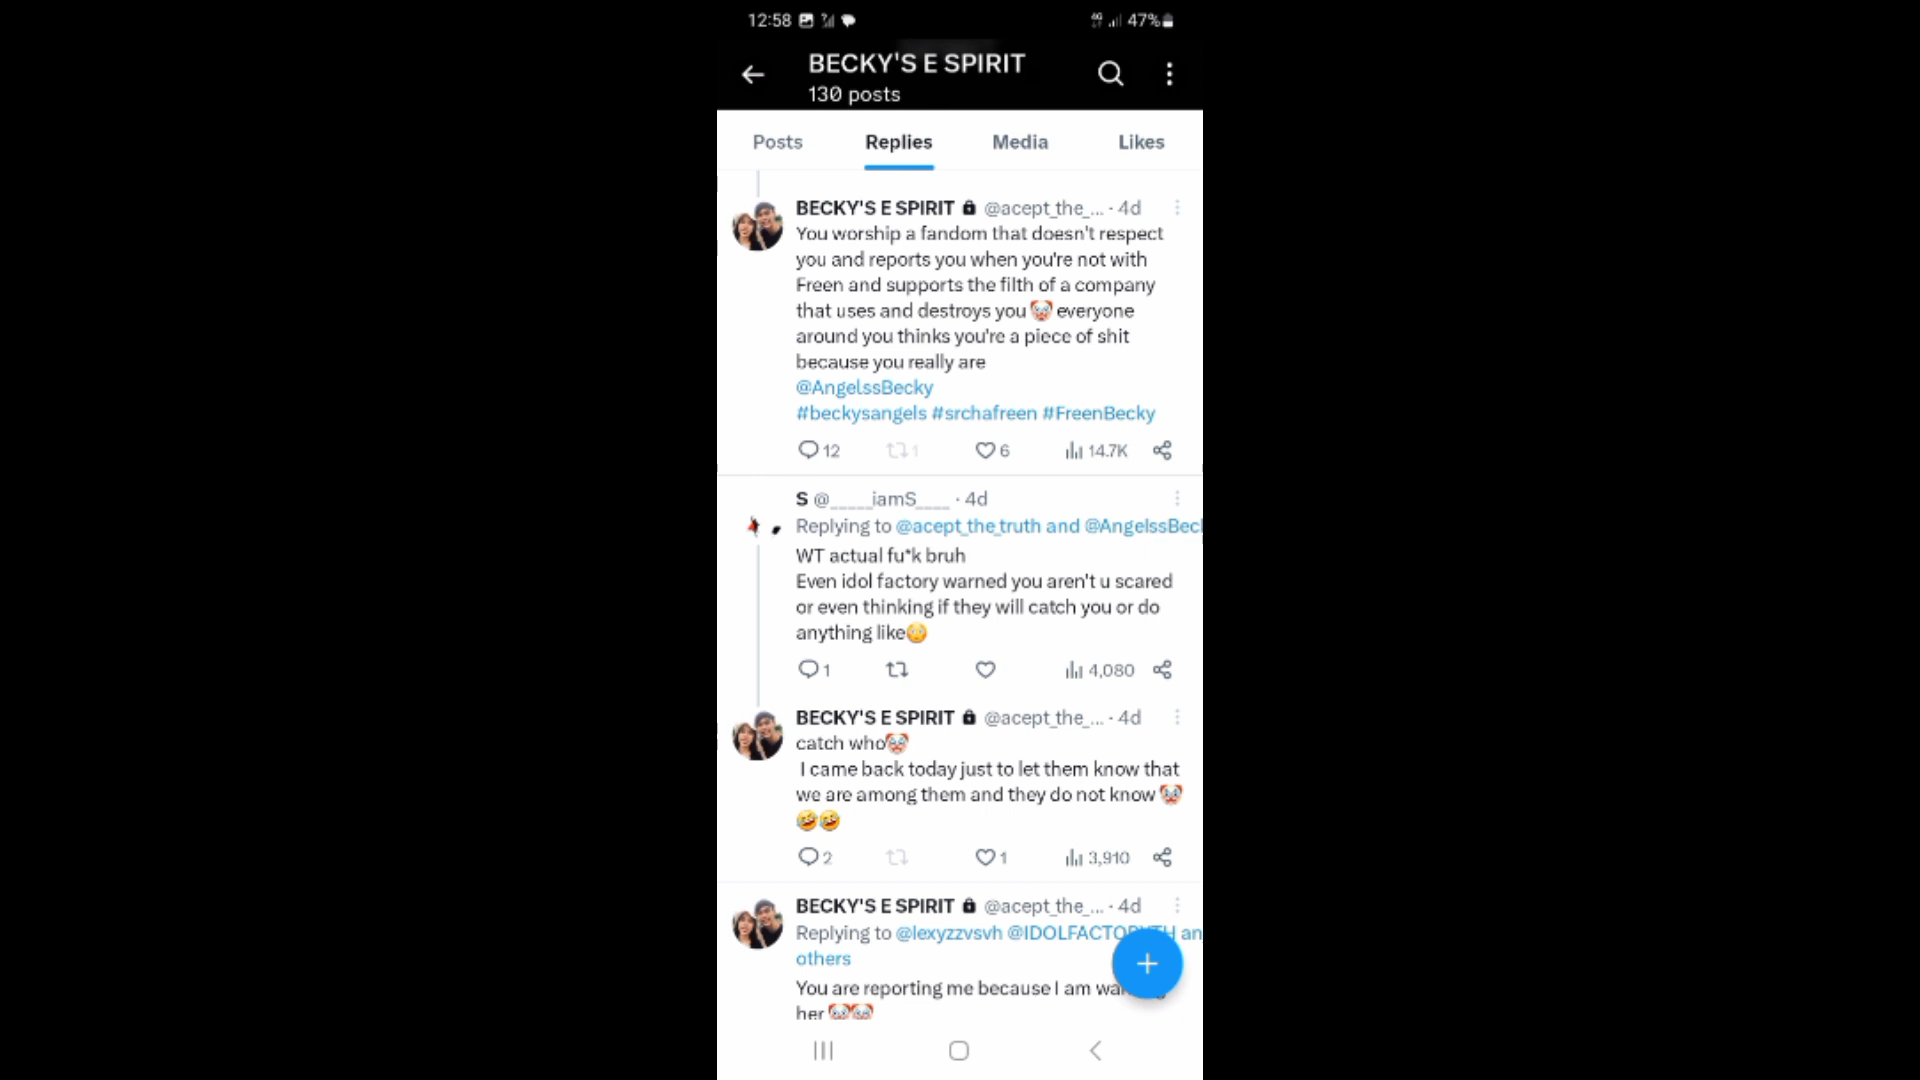 12:58
4G 47%
BECKY'S E SPIRIT
130 posts
Posts Replies Media Likes
BECKY'S E SPIRIT @acept_the_... · 4d
You worship a fandom that doesn't respect
you and reports you when you're not with
Freen and supports the filth of a company
that uses and destroys you 🤡 everyone
around you thinks you're a piece of shit
because you really are
@AngelssBecky
#beckysangels #srchafreen #FreenBecky
12 1 6 14.7K
S @_____iamS____ · 4d
Replying to @acept_the_truth and @AngelssBecl
WT actual fu*k bruh
Even idol factory warned you aren't u scared
or even thinking if they will catch you or do
anything like😳
1 4,080
BECKY'S E SPIRIT @acept_the_... · 4d
catch who🤡
I came back today just to let them know that
we are among them and they do not know 🤡
🤣🤣
2 1 3,910
BECKY'S E SPIRIT @acept_the_... · 4d
Replying to @lexyzzvsvh @IDOLFACTORYTH an
others
You are reporting me because I am
her 🤡🤡